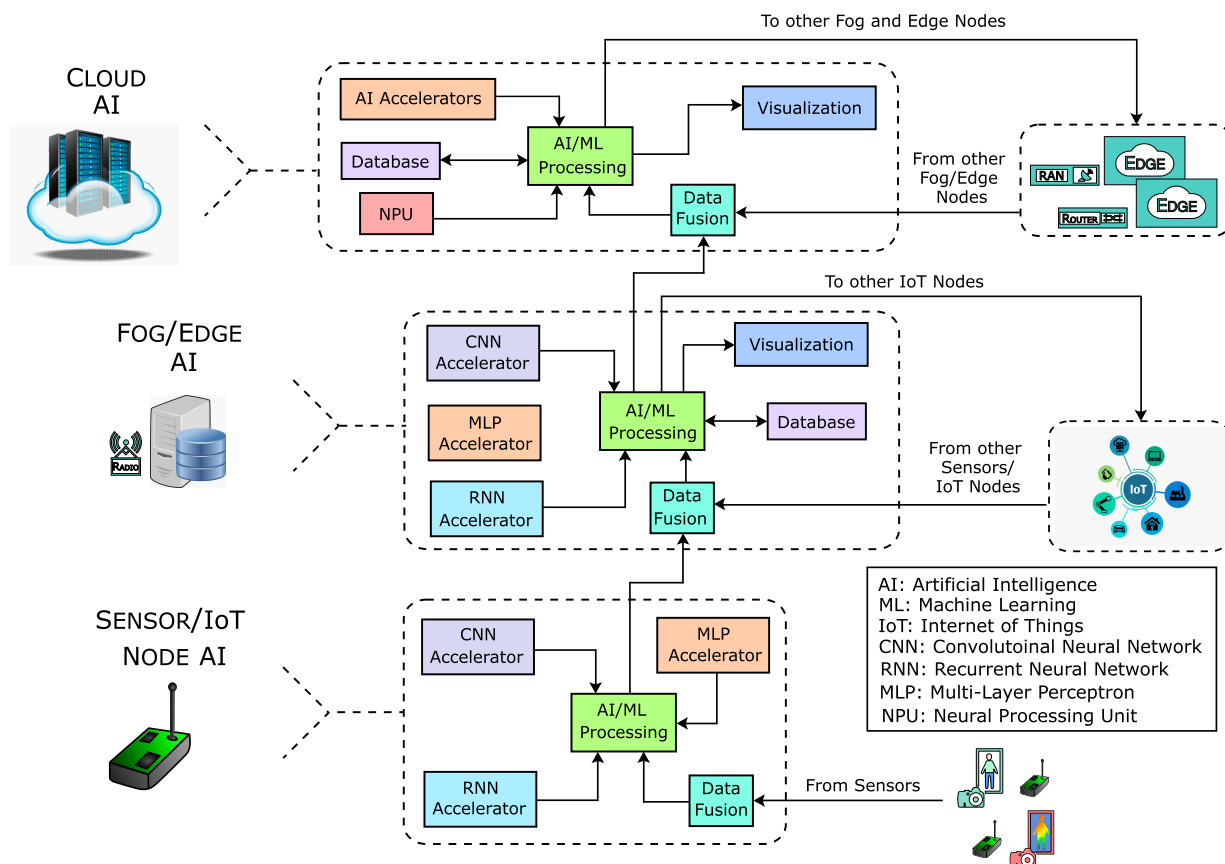 To other Fog and Edge Nodes
CLOUD
AI
AI Accelerators
Visualization
AI/ML
Processing
Database
NPU
Data
Fusion
From other
Fog/Edge
Nodes
RAN
EDGE
EDGE
ROUTER
To other IoT Nodes
FOG/EDGE
AI
RADIO
CNN
Accelerator
Visualization
MLP
Accelerator
AI/ML
Processing
Database
RNN
Accelerator
Data
Fusion
From other
Sensors/
IoT Nodes
IoT
SENSOR/IOT
NODE AI
CNN
Accelerator
MLP
Accelerator
AI/ML
Processing
RNN
Accelerator
Data
Fusion
From Sensors
AI: Artificial Intelligence
ML: Machine Learning
IoT: Internet of Things
CNN: Convolutoinal Neural Network
RNN: Recurrent Neural Network
MLP: Multi-Layer Perceptron
NPU: Neural Processing Unit